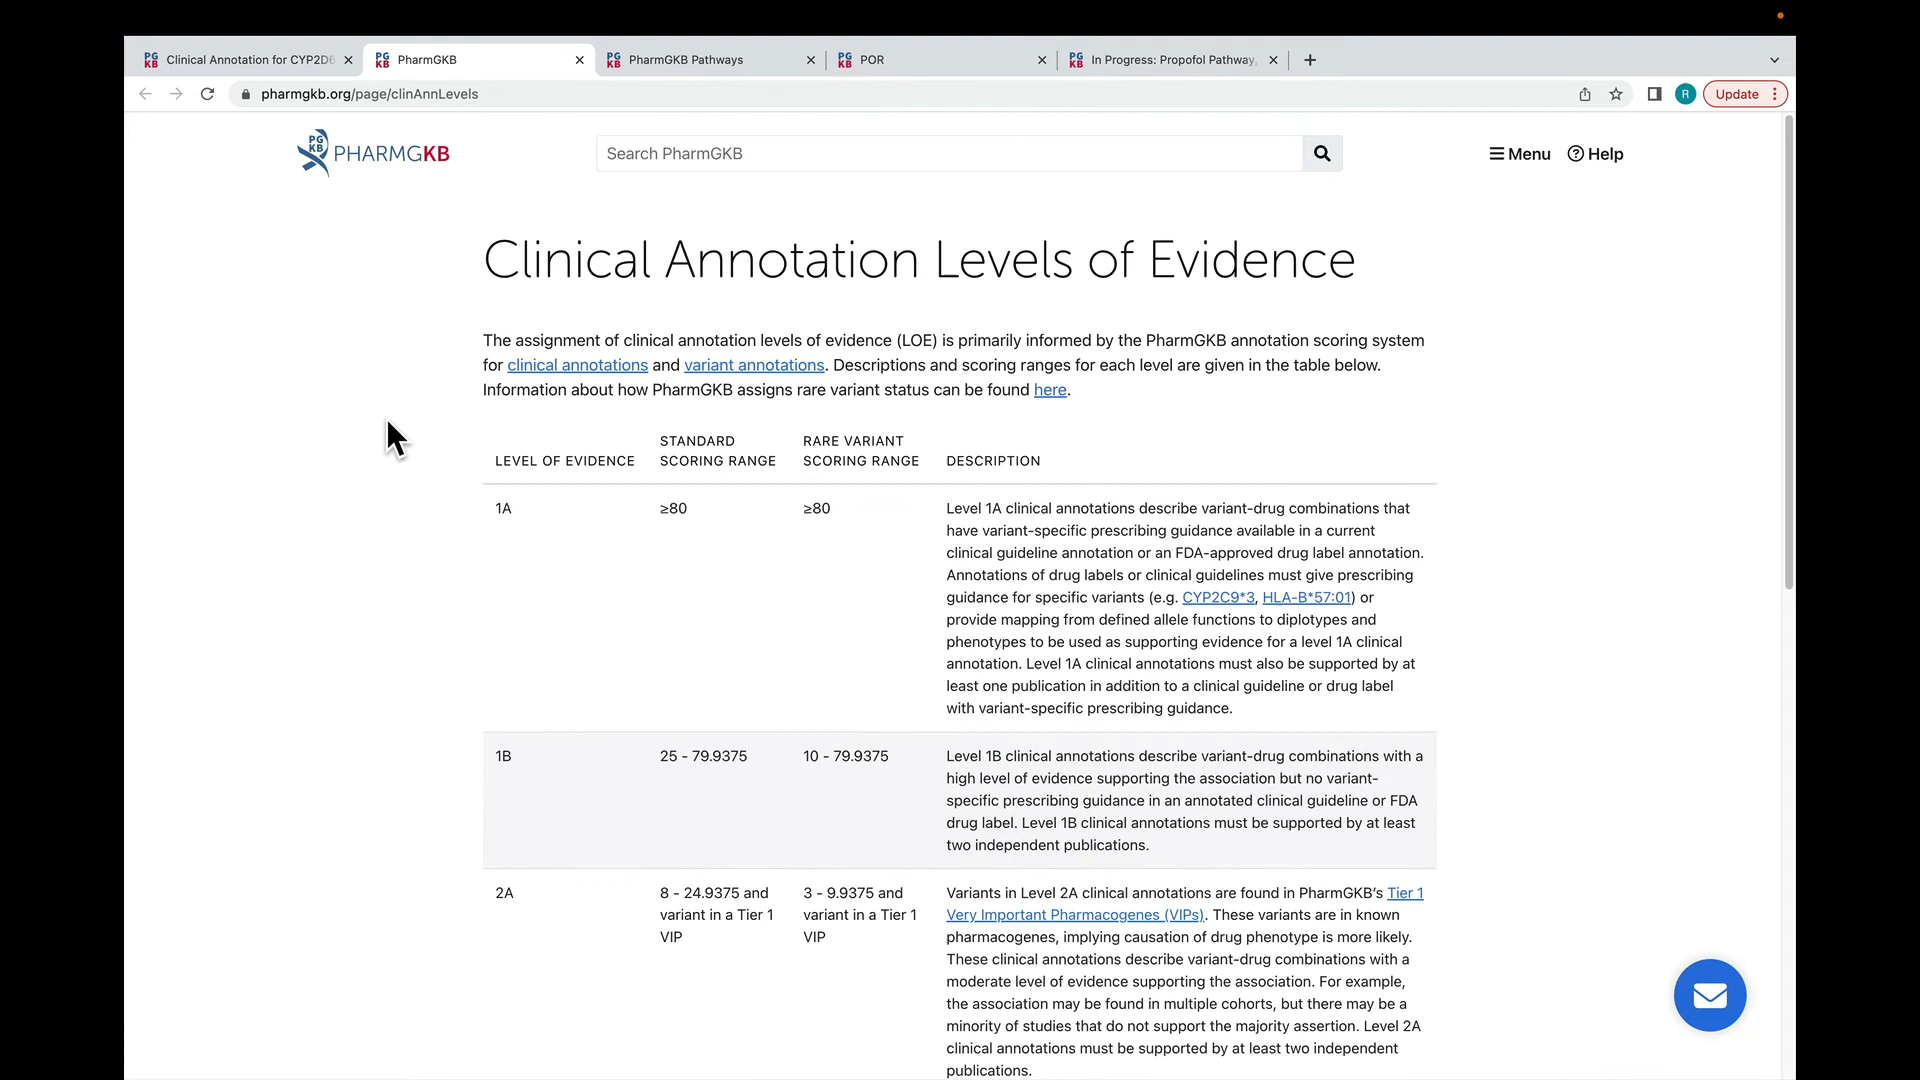 Clinical Annotation for CYP2D6
PharmGKB
PharmGKB Pathways
POR
In Progress: Propofol Pathway,
pharmgkb.org/page/clinAnnLevels
R
Update
PG
KB
PHARMGKB
Search PharmGKB
Menu
Help
Clinical Annotation Levels of Evidence
The assignment of clinical annotation levels of evidence (LOE) is primarily informed by the PharmGKB annotation scoring system
for clinical annotations and variant annotations. Descriptions and scoring ranges for each level are given in the table below.
Information about how PharmGKB assigns rare variant status can be found here.
LEVEL OF EVIDENCE
STANDARD
SCORING RANGE
RARE VARIANT
SCORING RANGE
DESCRIPTION
1A
≥80
≥80
Level 1A clinical annotations describe variant-drug combinations that
have variant-specific prescribing guidance available in a current
clinical guideline annotation or an FDA-approved drug label annotation.
Annotations of drug labels or clinical guidelines must give prescribing
guidance for specific variants (e.g. CYP2C9*3, HLA-B*57:01) or
provide mapping from defined allele functions to diplotypes and
phenotypes to be used as supporting evidence for a level 1A clinical
annotation. Level 1A clinical annotations must also be supported by at
least one publication in addition to a clinical guideline or drug label
with variant-specific prescribing guidance.
1B
25 - 79.9375
10 - 79.9375
Level 1B clinical annotations describe variant-drug combinations with a
high level of evidence supporting the association but no variant-
specific prescribing guidance in an annotated clinical guideline or FDA
drug label. Level 1B clinical annotations must be supported by at least
two independent publications.
2A
8 - 24.9375 and
variant in a Tier 1
VIP
3 - 9.9375 and
variant in a Tier 1
VIP
Variants in Level 2A clinical annotations are found in PharmGKB's Tier 1
Very Important Pharmacogenes (VIPs). These variants are in known
pharmacogenes, implying causation of drug phenotype is more likely.
These clinical annotations describe variant-drug combinations with a
moderate level of evidence supporting the association. For example,
the association may be found in multiple cohorts, but there may be a
minority of studies that do not support the majority assertion. Level 2A
clinical annotations must be supported by at least two independent
publications.